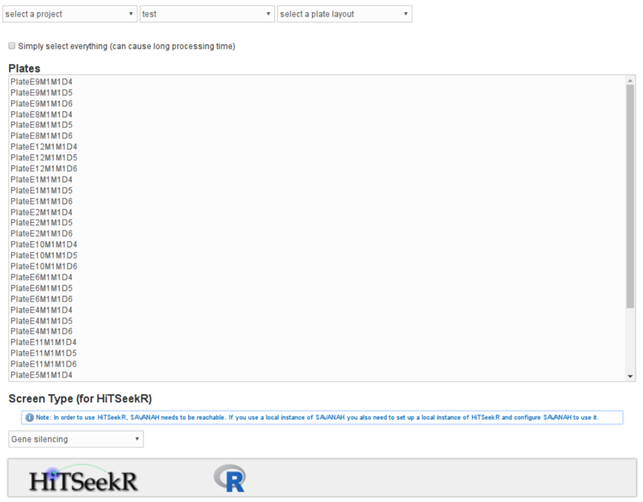 select a project test select a plate layout
Simply select everything (can cause long processing time)
Plates
PlateE9M1M1D4
PlateE9M1M1D5
PlateE9M1M1D6
PlateE8M1M1D4
PlateE8M1M1D5
PlateE8M1M1D6
PlateE12M1M1D4
PlateE12M1M1D5
PlateE12M1M1D6
PlateE1M1M1D4
PlateE1M1M1D5
PlateE1M1M1D6
PlateE2M1M1D4
PlateE2M1M1D5
PlateE2M1M1D6
PlateE10M1M1D4
PlateE10M1M1D5
PlateE10M1M1D6
PlateE6M1M1D4
PlateE6M1M1D5
PlateE6M1M1D6
PlateE4M1M1D4
PlateE4M1M1D5
PlateE4M1M1D6
PlateE11M1M1D4
PlateE11M1M1D5
PlateE11M1M1D6
PlateE5M1M1D4
Screen Type (for HiTSeekR)
Note: In order to use HiTSeekR, SAVANAH needs to be reachable. If you use a local instance of SAVANAH you also need to set up a local instance of HiTSeekR and configure SAVANAH to use it.
Gene silencing
HiTSeekR R